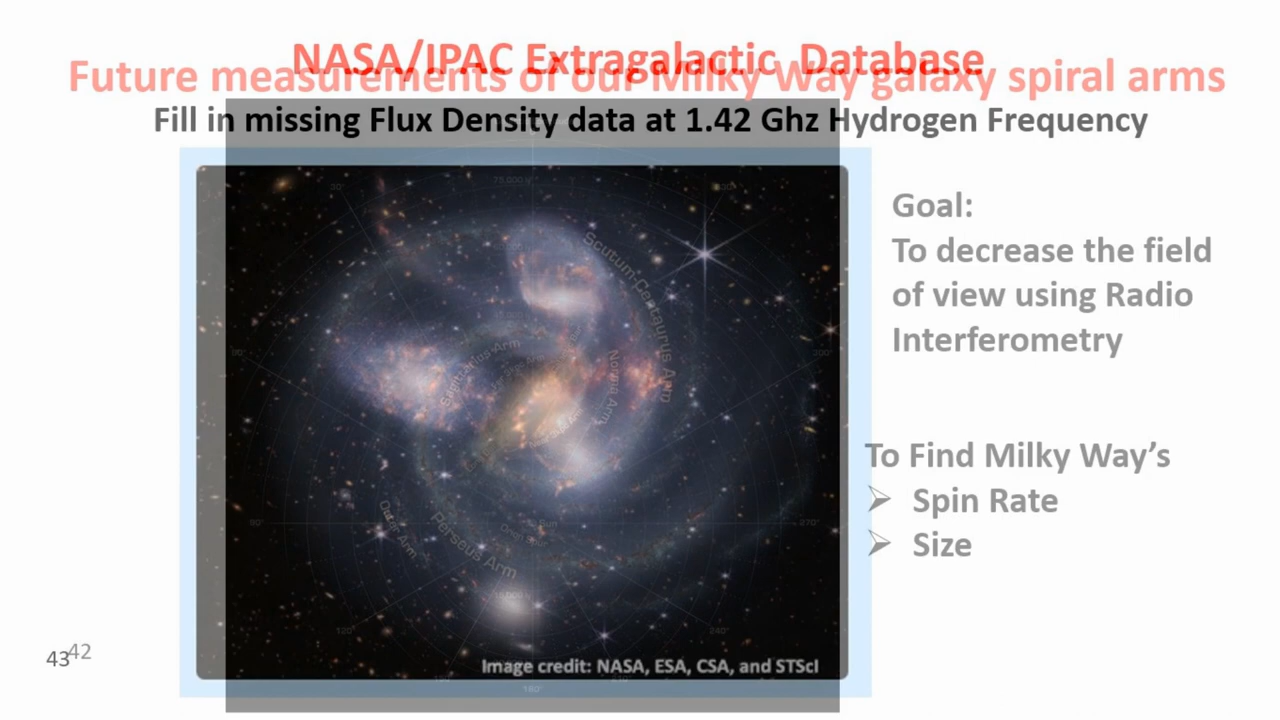 NASA/IPAC Extragalactic Database
Future measurements of our Milky Way galaxy spiral arms
Fill in missing Flux Density data at 1.42 Ghz Hydrogen Frequency
Goal:
To decrease the field
of view using Radio
Interferometry
To Find Milky Way’s
➢ Spin Rate
➢ Size
Scutum-Centaurus Arm
Sagittarius Arm
Norma Arm
Outer Arm
Perseus Arm
Sun
Image credit: NASA, ESA, CSA, and STScI
43
42